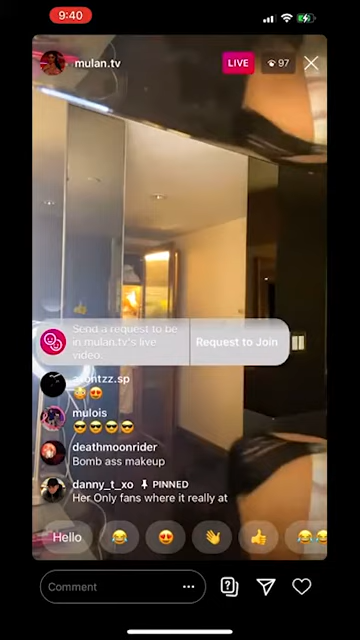 9:40
mulan.tv
LIVE
97
Send a request to be
in mulan.tv's live
video.
Request to Join
mulois
deathmoonrider
Bomb ass makeup
danny_t_xo PINNED
Her Only fans where it really at
Hello
Comment